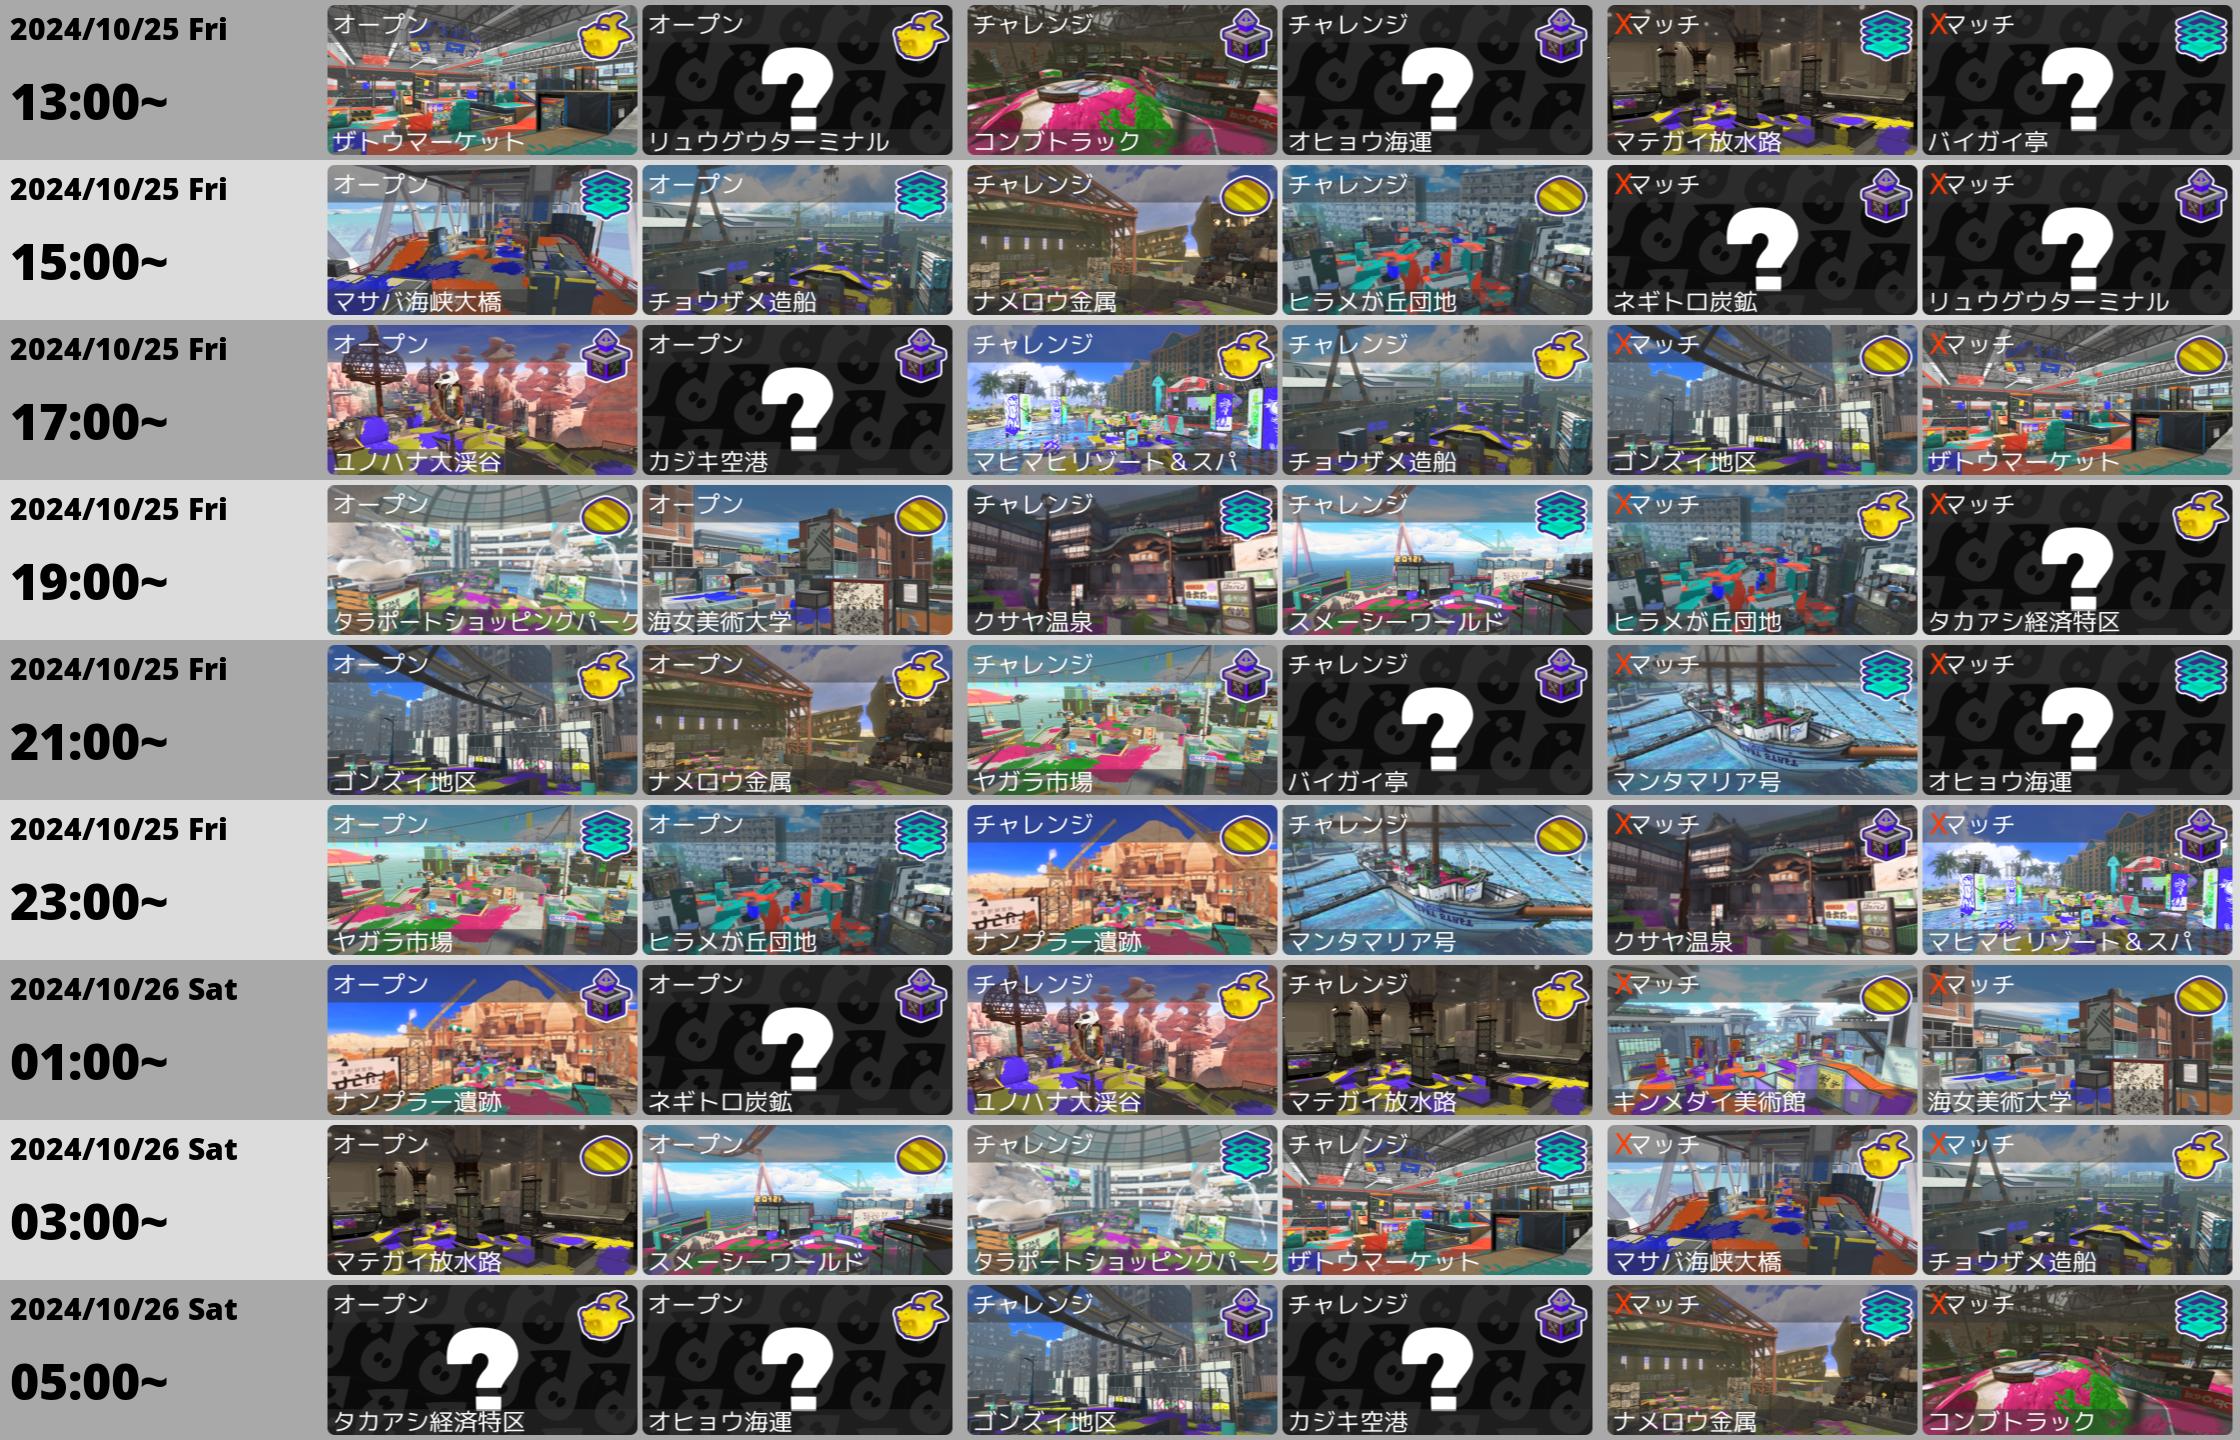 2024/10/25 Fri
13:00~
オープン
ザトウマーケット
オープン
リュウグウターミナル
チャレンジ
コンブトラック
チャレンジ
オヒョウ海運
Xマッチ
マテガイ放水路
Xマッチ
バイガイ亭
2024/10/25 Fri
15:00~
オープン
マサバ海峡大橋
オープン
チョウザメ造船
チャレンジ
ナメロウ金属
チャレンジ
ヒラメが丘団地
Xマッチ
ネギトロ炭鉱
Xマッチ
リュウグウターミナル
2024/10/25 Fri
17:00~
オープン
ユノハナ大渓谷
オープン
カジキ空港
チャレンジ
マヒマヒリゾート＆スパ
チャレンジ
チョウザメ造船
Xマッチ
ゴンズイ地区
Xマッチ
ザトウマーケット
2024/10/25 Fri
19:00~
オープン
タラポートショッピングパーク
オープン
海女美術大学
チャレンジ
クサヤ温泉
チャレンジ
スメーシーワールド
Xマッチ
ヒラメが丘団地
Xマッチ
タカアシ経済特区
2024/10/25 Fri
21:00~
オープン
ゴンズイ地区
オープン
ナメロウ金属
チャレンジ
ヤガラ市場
チャレンジ
バイガイ亭
Xマッチ
マンタマリア号
Xマッチ
オヒョウ海運
2024/10/25 Fri
23:00~
オープン
ヤガラ市場
オープン
ヒラメが丘団地
チャレンジ
ナンプラー遺跡
チャレンジ
マンタマリア号
Xマッチ
クサヤ温泉
Xマッチ
マヒマヒリゾート＆スパ
2024/10/26 Sat
01:00~
オープン
ナンプラー遺跡
オープン
ネギトロ炭鉱
チャレンジ
ユノハナ大渓谷
チャレンジ
マテガイ放水路
Xマッチ
キンメダイ美術館
Xマッチ
海女美術大学
2024/10/26 Sat
03:00~
オープン
マテガイ放水路
オープン
スメーシーワールド
チャレンジ
タラポートショッピングパーク
チャレンジ
ザトウマーケット
Xマッチ
マサバ海峡大橋
Xマッチ
チョウザメ造船
2024/10/26 Sat
05:00~
オープン
タカアシ経済特区
オープン
オヒョウ海運
チャレンジ
ゴンズイ地区
チャレンジ
カジキ空港
Xマッチ
ナメロウ金属
Xマッチ
コンブトラック